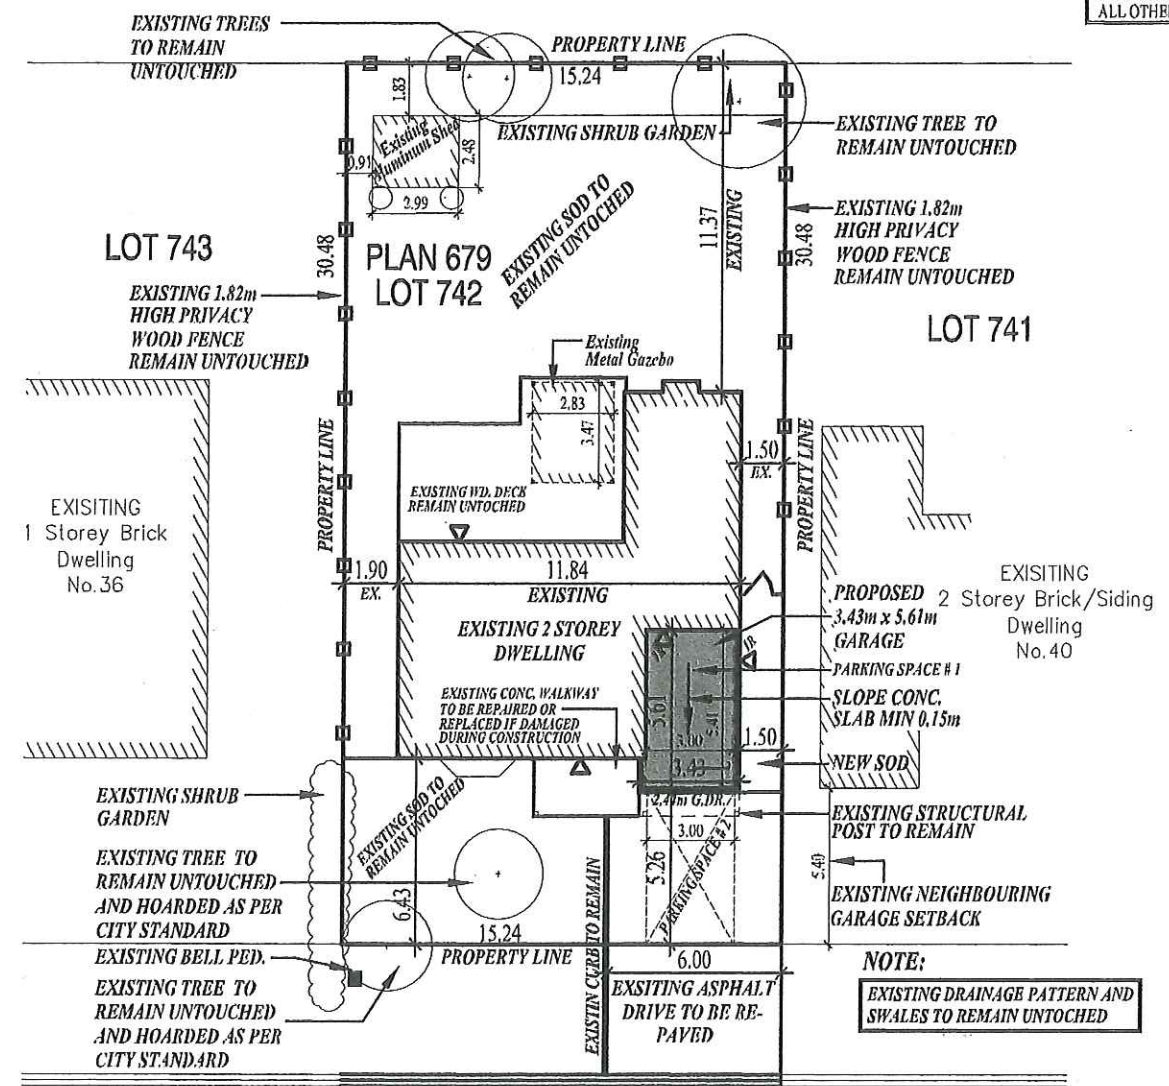 ALL OTHE
EXISTING TREES
TO REMAIN
UNTOUCHED
PROPERTY LINE
15.24
1.83
EXISTING SHRUB GARDEN
EXISTING TREE TO
REMAIN UNTOUCHED
Existing
Aluminum Shed
0.91
2.48
2.99
EXISTING SOD TO
REMAIN UNTOCHED
11.37
EXISTING
LOT 743
30.48
PLAN 679
LOT 742
30.48
EXISTING 1.82m
HIGH PRIVACY
WOOD FENCE
REMAIN UNTOUCHED
LOT 741
EXISTING 1.82m
HIGH PRIVACY
WOOD FENCE
REMAIN UNTOUCHED
Existing
Metal Gazebo
2.83
3.47
PROPERTY LINE
1.50
EX.
PROPERTY LINE
EXISTING WD. DECK
REMAIN UNTOCHED
EXISITING
1 Storey Brick
Dwelling
No.36
1.90
EX.
11.84
EXISTING
EXISITING
2 Storey Brick/Siding
Dwelling
No.40
EXISTING 2 STOREY
DWELLING
PROPOSED
3.43m x 5.61m
GARAGE
PARKING SPACE # 1
SLOPE CONC.
SLAB MIN 0.15m
EXISTING CONC. WALKWAY
TO BE REPAIRED OR
REPLACED IF DAMAGED
DURING CONSTRUCTION
5.61
5.41
3.00
3.43
1.50
NEW SOD
EXISTING SHRUB
GARDEN
EXISTING SOD TO
REMAIN UNTOCHED
G.DR.
3.00
5.26
PARKING SPACE # 2
EXISTING STRUCTURAL
POST TO REMAIN
5.40
EXISTING NEIGHBOURING
GARAGE SETBACK
EXISTING TREE TO
REMAIN UNTOUCHED
AND HOARDED AS PER
CITY STANDARD
6.43
15.24
PROPERTY LINE
EXISTING BELL PED.
EXISTING TREE TO
REMAIN UNTOUCHED
AND HOARDED AS PER
CITY STANDARD
EXISTIN CURB TO REMAIN
6.00
EXSITING ASPHALT
DRIVE TO BE RE-
PAVED
NOTE:
EXISTING DRAINAGE PATTERN AND
SWALES TO REMAIN UNTOCHED